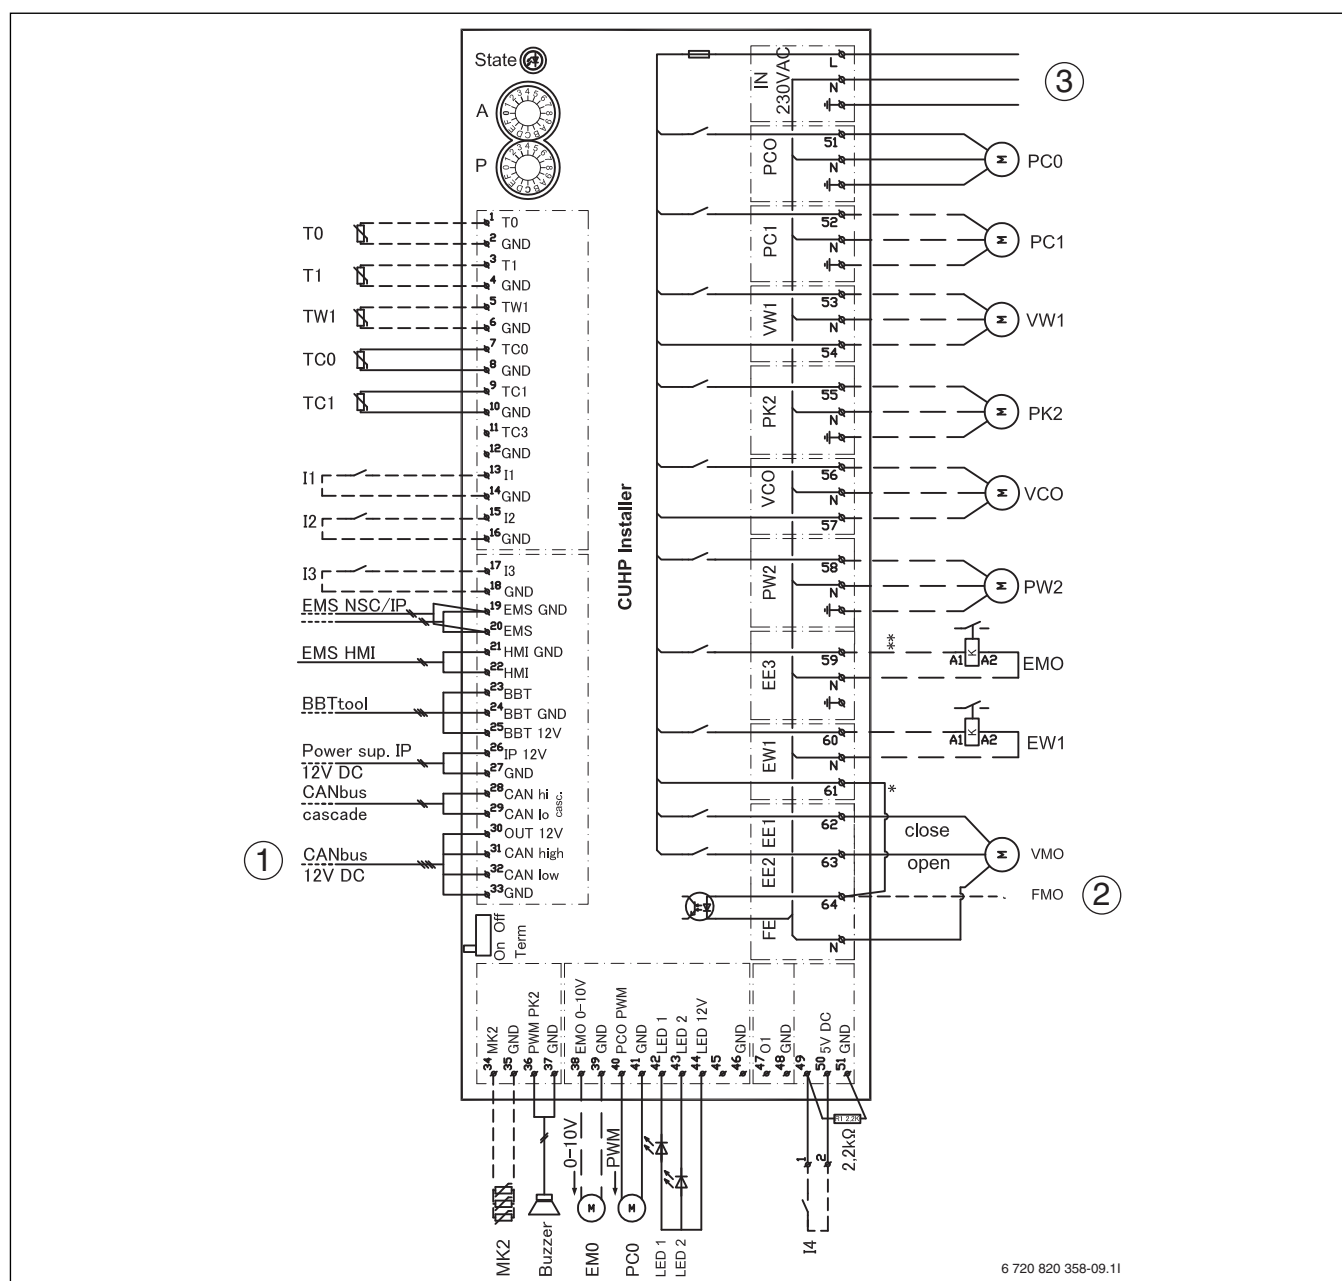 State
A
P
T0
T1
TW1
TC0
TC1
I1
I2
I3
EMS NSC/IP
EMS HMI
BBTtool
Power sup. IP
12V DC
CANbus
cascade
1
CANbus
12V DC
1 T0
2 GND
3 T1
4 GND
5 TW1
6 GND
7 TC0
8 GND
9 TC1
10 GND
11 TC3
12 GND
13 I1
14 GND
15 I2
16 GND
17 I3
18 GND
19 EMS GND
20 EMS
21 HMI GND
22 HMI
23 BBT
24 BBT GND
25 BBT 12V
26 IP 12V
27 GND
28 CAN hi
29 CAN lo
casc.
30 OUT 12V
31 CAN high
32 CAN low
33 GND
On Off
Term
CUHP Installer
IN
230VAC
L
N
3
PCO
51
N
M
PC0
PC1
52
N
M
PC1
VW1
53
N
54
M
VW1
PK2
55
N
M
PK2
VCO
56
N
57
M
VCO
PW2
58
N
M
PW2
EE3
59
N
**
A1 K A2
EMO
EW1
60
N
61
*
A1 K A2
EW1
EE1
62
close
EE2
63
open
M
VMO
FE
64
N
FMO
2
34 MK2
35 GND
36 PWM PK2
37 GND
38 EMO 0-10V
39 GND
40 PCO PWM
41 GND
42 LED 1
43 LED 2
44 LED 12V
45
46 GND
47 O1
48 GND
49
50 5V DC
51 GND
0-10V
PWM
1
2
2,2kΩ
M
M
MK2
Buzzer
EM0
PC0
LED 1
LED 2
I4
6 720 820 358-09.1I